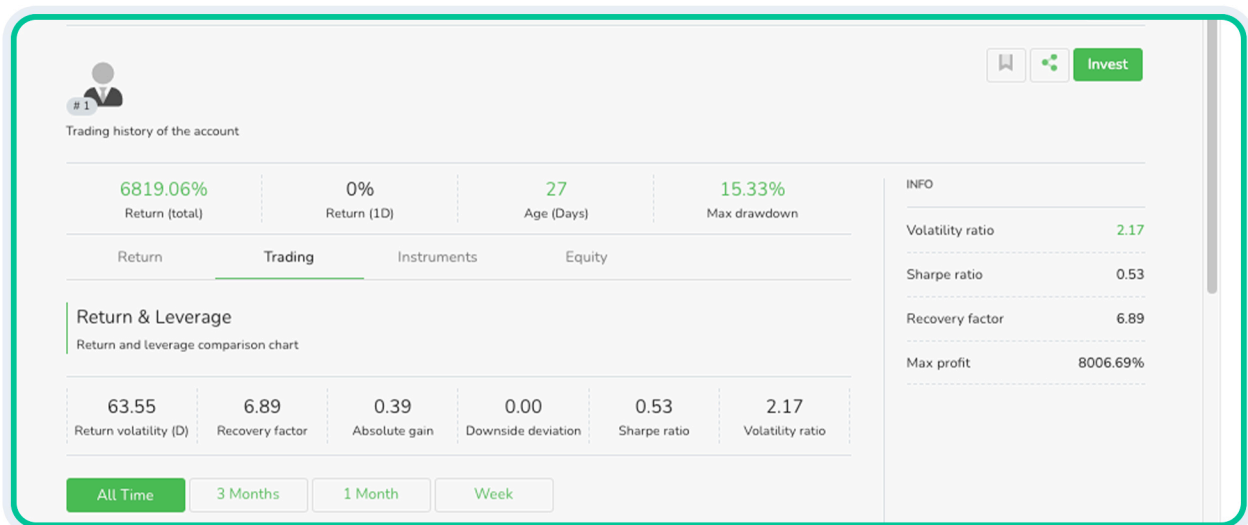 Invest
# 1
Trading history of the account
6819.06% 0% 27 15.33%
Return (total) Return (1D) Age (Days) Max drawdown
Return Trading Instruments Equity
Return & Leverage
Return and leverage comparison chart
63.55 6.89 0.39 0.00 0.53 2.17
Return volatility (D) Recovery factor Absolute gain Downside deviation Sharpe ratio Volatility ratio
All Time 3 Months 1 Month Week
INFO
Volatility ratio 2.17
Sharpe ratio 0.53
Recovery factor 6.89
Max profit 8006.69%